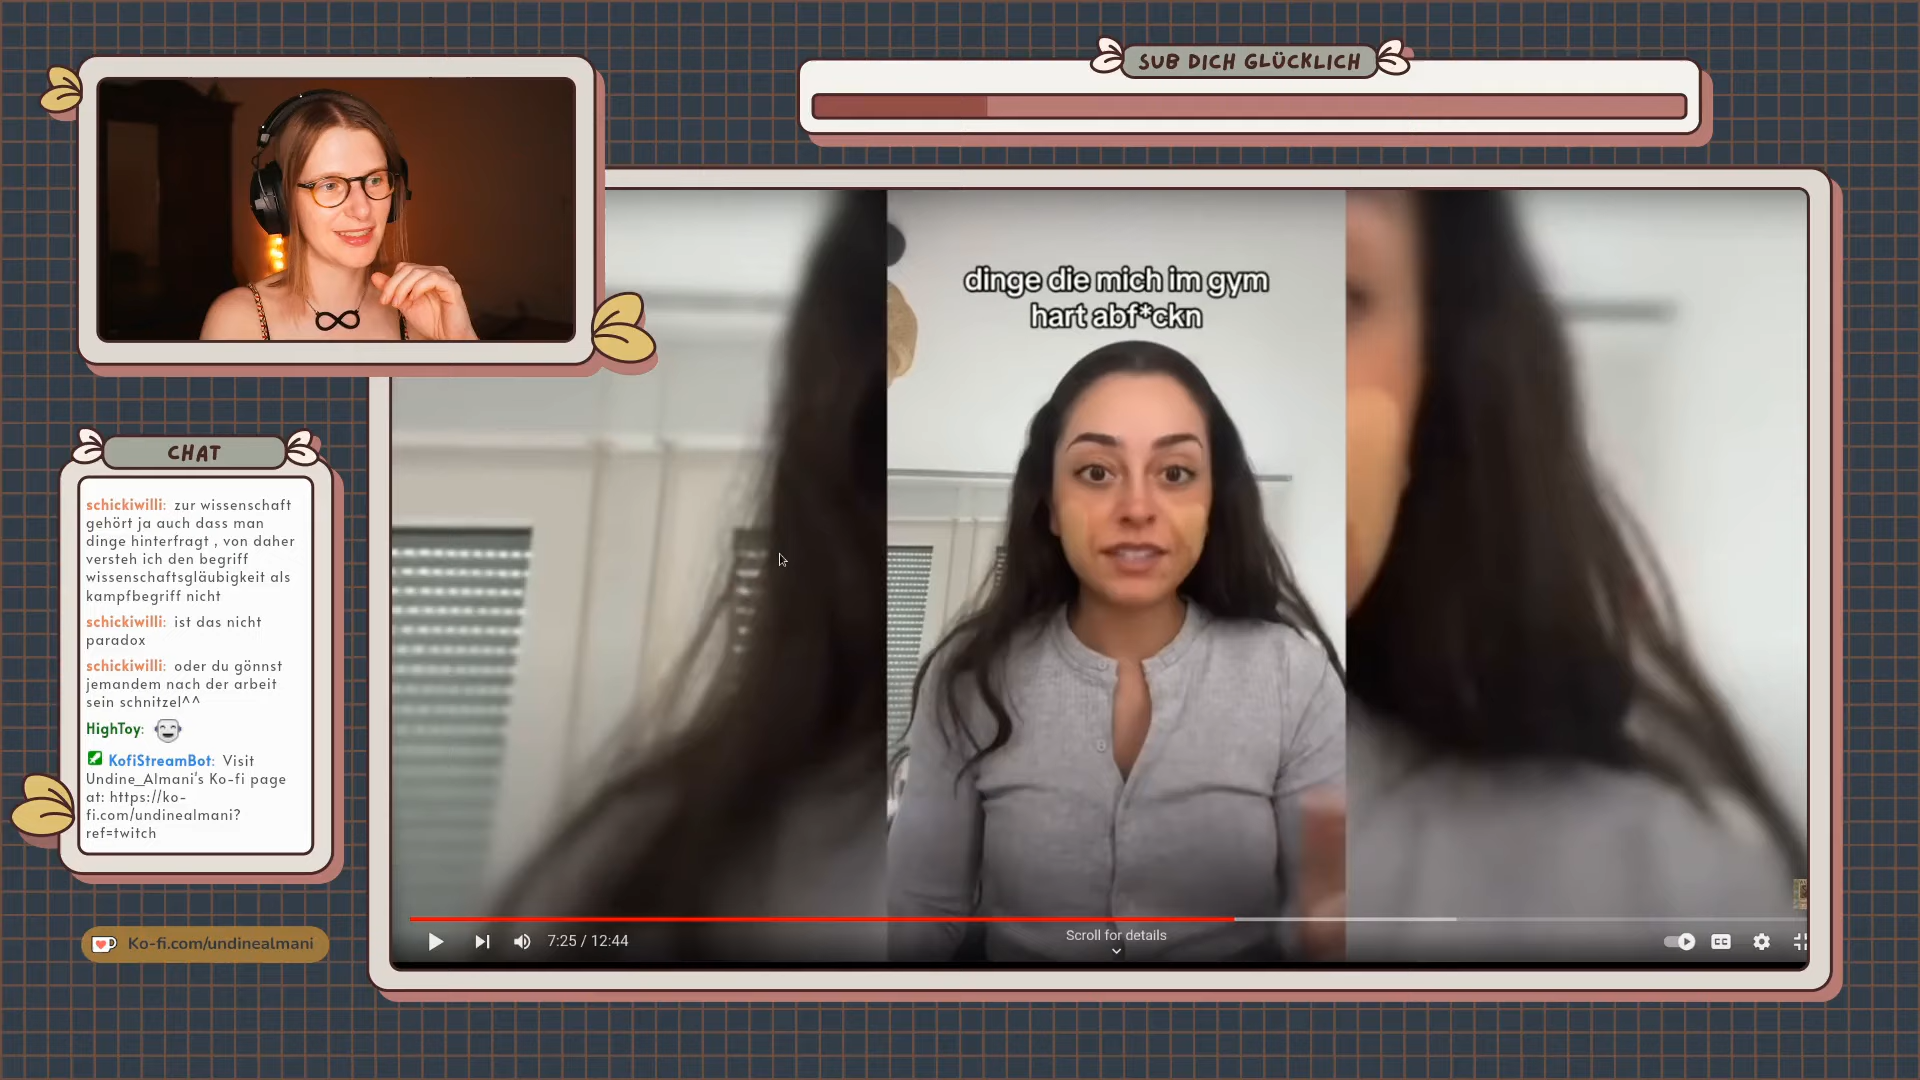 SUB DICH GLÜCKLICH
dinge die mich im gym
hart abf*ckn
CHAT
schickiwilli: zur wissenschaft
gehört ja auch dass man
dinge hinterfragt , von daher
versteh ich den begriff
wissenschaftsgläubigkeit als
kampfbegriff nicht
schickiwilli: ist das nicht
paradox
schickiwilli: oder du gönnst
jemandem nach der arbeit
sein schnitzel^^
HighToy:
KofiStreamBot: Visit
Undine_Almani's Ko-fi page
at: https://ko-
fi.com/undinealmani?
ref=twitch
Ko-fi.com/undinealmani
7:25 / 12:44
Scroll for details
CC